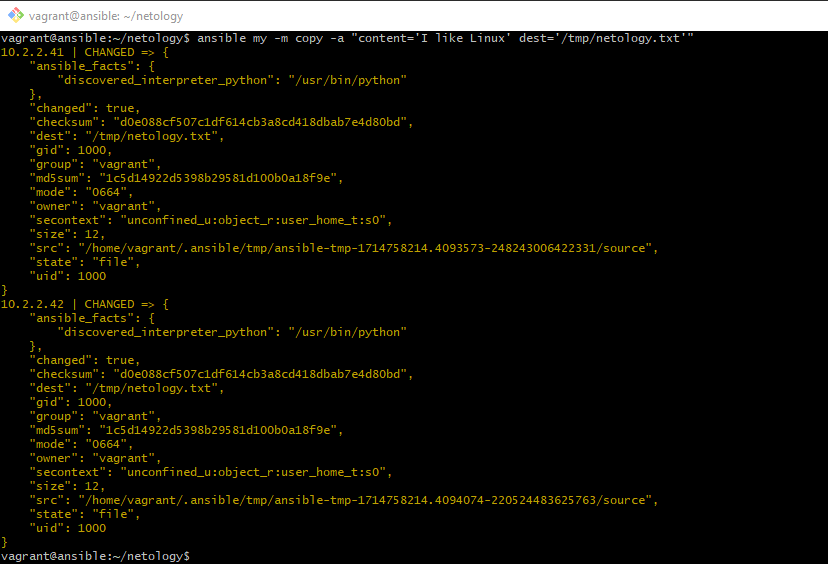 vagrant@ansible: ~/netology
vagrant@ansible:~/netology$ ansible my -m copy -a "content='I like Linux' dest='/tmp/netology.txt'"
10.2.2.41 | CHANGED => {
    "ansible_facts": {
        "discovered_interpreter_python": "/usr/bin/python"
    },
    "changed": true,
    "checksum": "d0e088cf507c1df614cb3a8cd418dbab7e4d80bd",
    "dest": "/tmp/netology.txt",
    "gid": 1000,
    "group": "vagrant",
    "md5sum": "1c5d14922d5398b29581d100b0a18f9e",
    "mode": "0664",
    "owner": "vagrant",
    "secontext": "unconfined_u:object_r:user_home_t:s0",
    "size": 12,
    "src": "/home/vagrant/.ansible/tmp/ansible-tmp-1714758214.4093573-248243006422331/source",
    "state": "file",
    "uid": 1000
}
10.2.2.42 | CHANGED => {
    "ansible_facts": {
        "discovered_interpreter_python": "/usr/bin/python"
    },
    "changed": true,
    "checksum": "d0e088cf507c1df614cb3a8cd418dbab7e4d80bd",
    "dest": "/tmp/netology.txt",
    "gid": 1000,
    "group": "vagrant",
    "md5sum": "1c5d14922d5398b29581d100b0a18f9e",
    "mode": "0664",
    "owner": "vagrant",
    "secontext": "unconfined_u:object_r:user_home_t:s0",
    "size": 12,
    "src": "/home/vagrant/.ansible/tmp/ansible-tmp-1714758214.4094074-220524483625763/source",
    "state": "file",
    "uid": 1000
}
vagrant@ansible:~/netology$